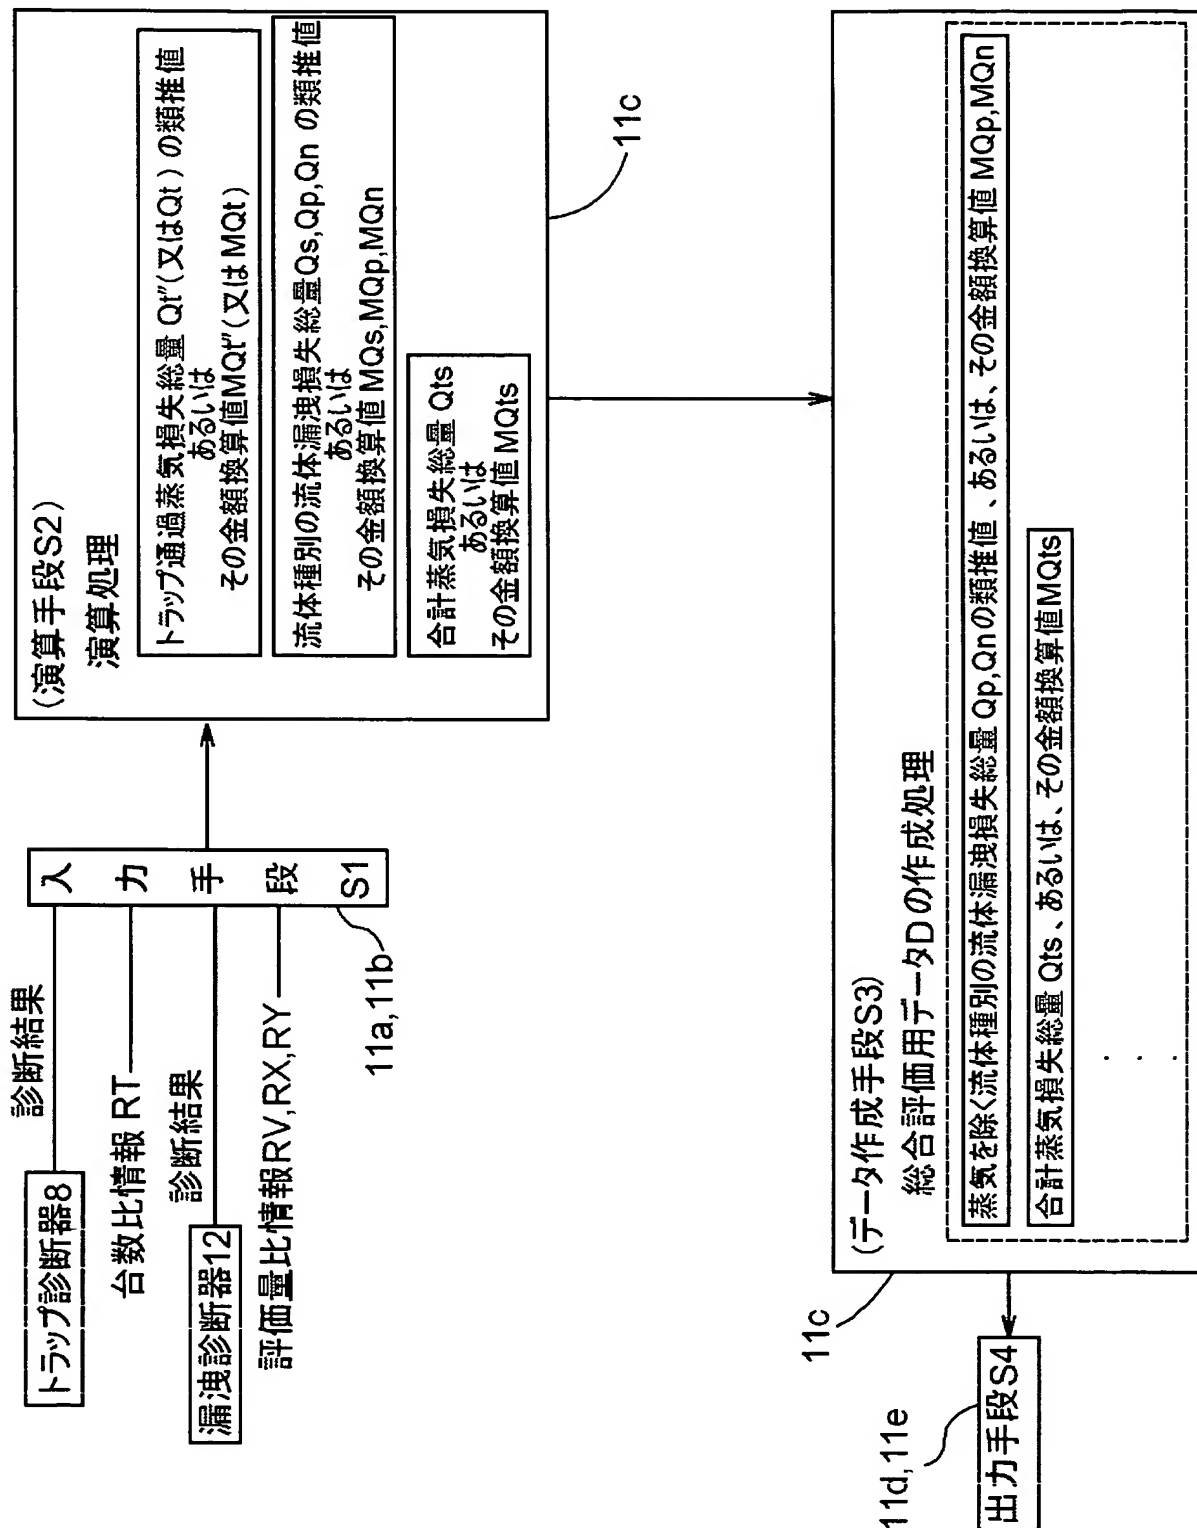 トラップ診断器8
診断結果
台数比情報 RT
漏洩診断器12
診断結果
評価量比情報RV,RX,RY
入力手段 S1
11a,11b
(演算手段S2)
演算処理
トラップ通過蒸気損失総量 Qt"(又はQt) の類推値
あるいは
その金額換算値MQt"(又はMQt)
流体種別の流体漏洩損失総量Qs,Qp,Qn の類推値
あるいは
その金額換算値 MQs,MQp,MQn
合計蒸気損失総量 Qts
あるいは
その金額換算値 MQts
11c
(データ作成手段S3)
総合評価用データDの作成処理
蒸気を除く流体種別の流体漏洩損失総量 Qp,Qnの類推値、あるいは、その金額換算値 MQp,MQn
合計蒸気損失総量 Qts、あるいは、その金額換算値MQts
・・・
11c
11d,11e
出力手段S4